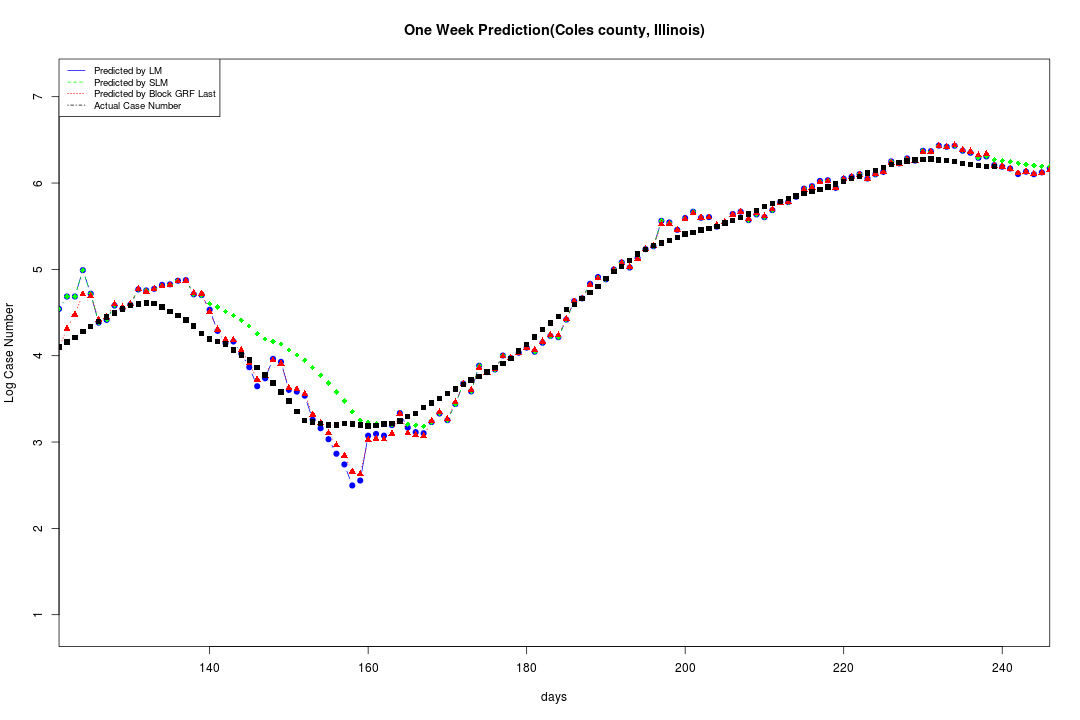 One Week Prediction(Coles county, Illinois)
Predicted by LM
Predicted by SLM
Predicted by Block GRF Last
Actual Case Number
7
6
5
4
3
2
1
Log Case Number
140 160 180 200 220 240
days